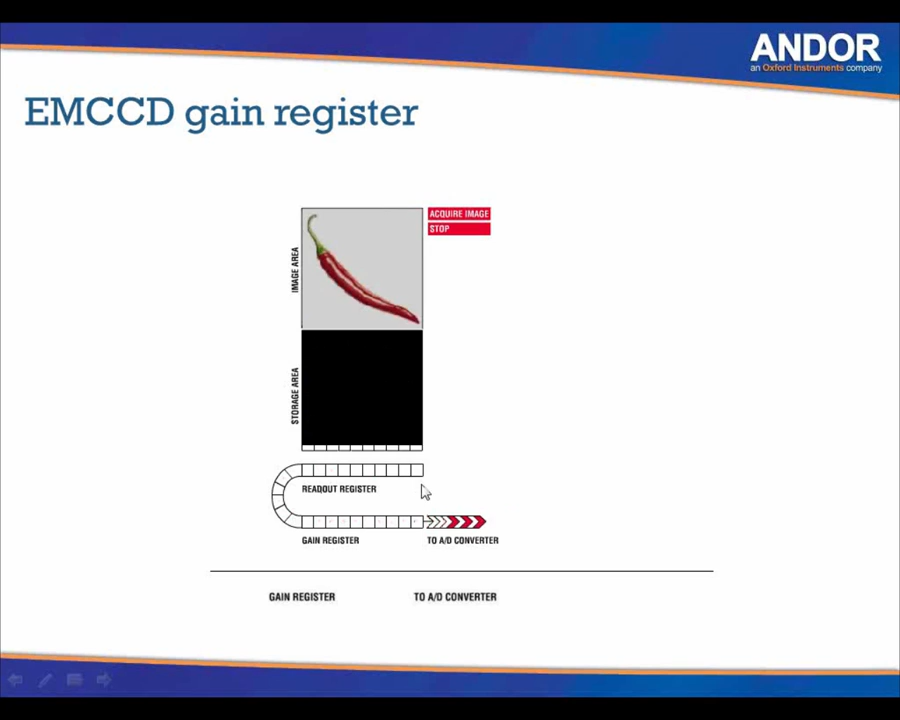 ANDOR
an Oxford Instruments company
EMCCD gain register
ACQUIRE IMAGE
STOP
IMAGE AREA
STORAGE AREA
READOUT REGISTER
GAIN REGISTER
TO A/D CONVERTER
GAIN REGISTER
TO A/D CONVERTER